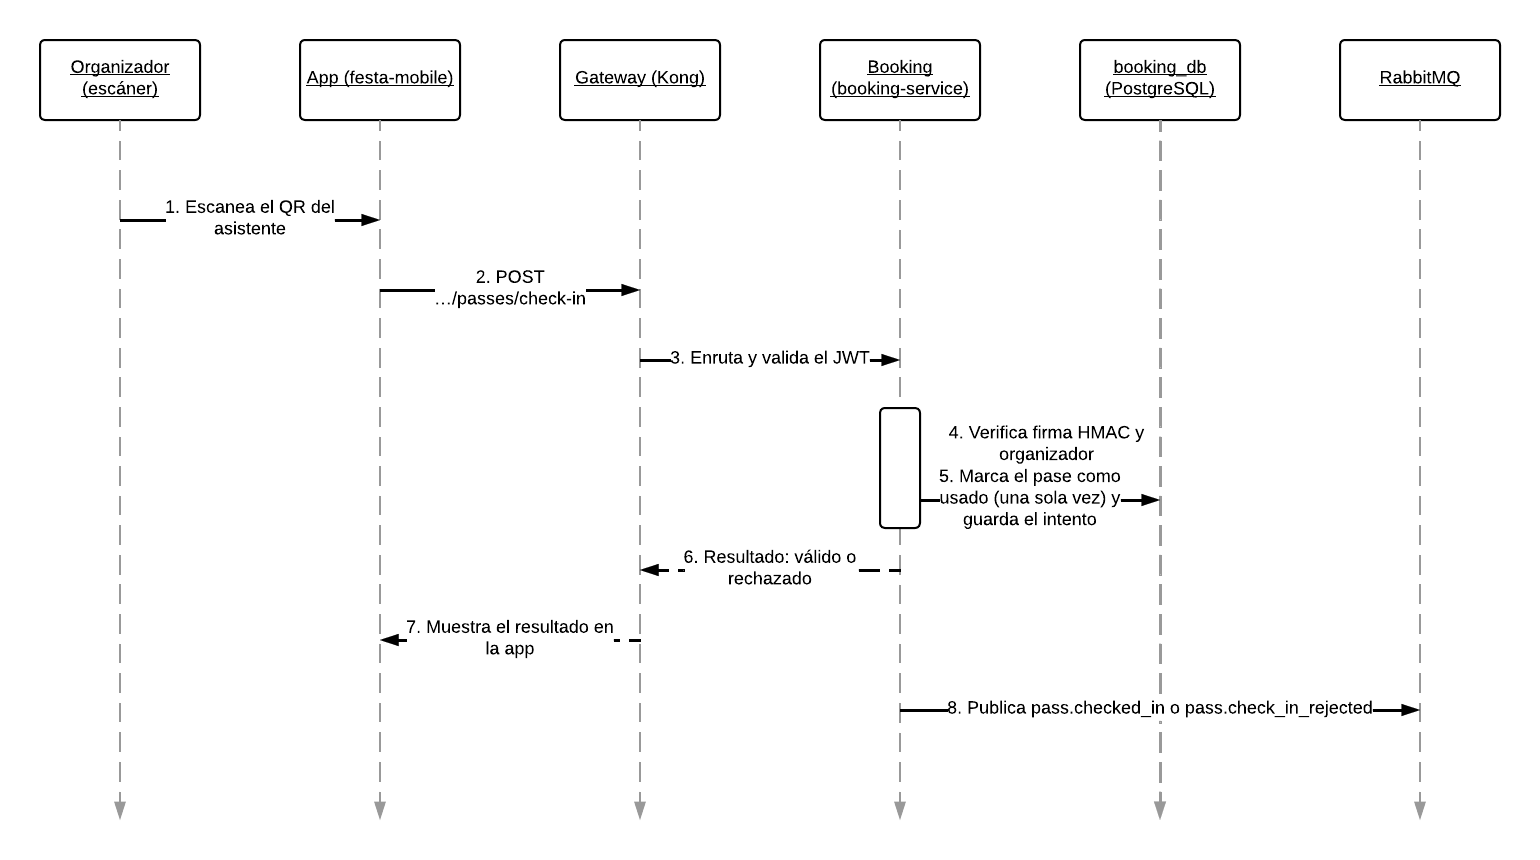 Organizador
(escáner)
App (festa-mobile)
Gateway (Kong)
Booking
(booking-service)
booking_db
(PostgreSQL)
RabbitMQ
1. Escanea el QR del
asistente
2. POST
…/passes/check-in
3. Enruta y valida el JWT
4. Verifica firma HMAC y
organizador
5. Marca el pase como
usado (una sola vez) y
guarda el intento
6. Resultado: válido o
rechazado
7. Muestra el resultado en
la app
8. Publica pass.checked_in o pass.check_in_rejected